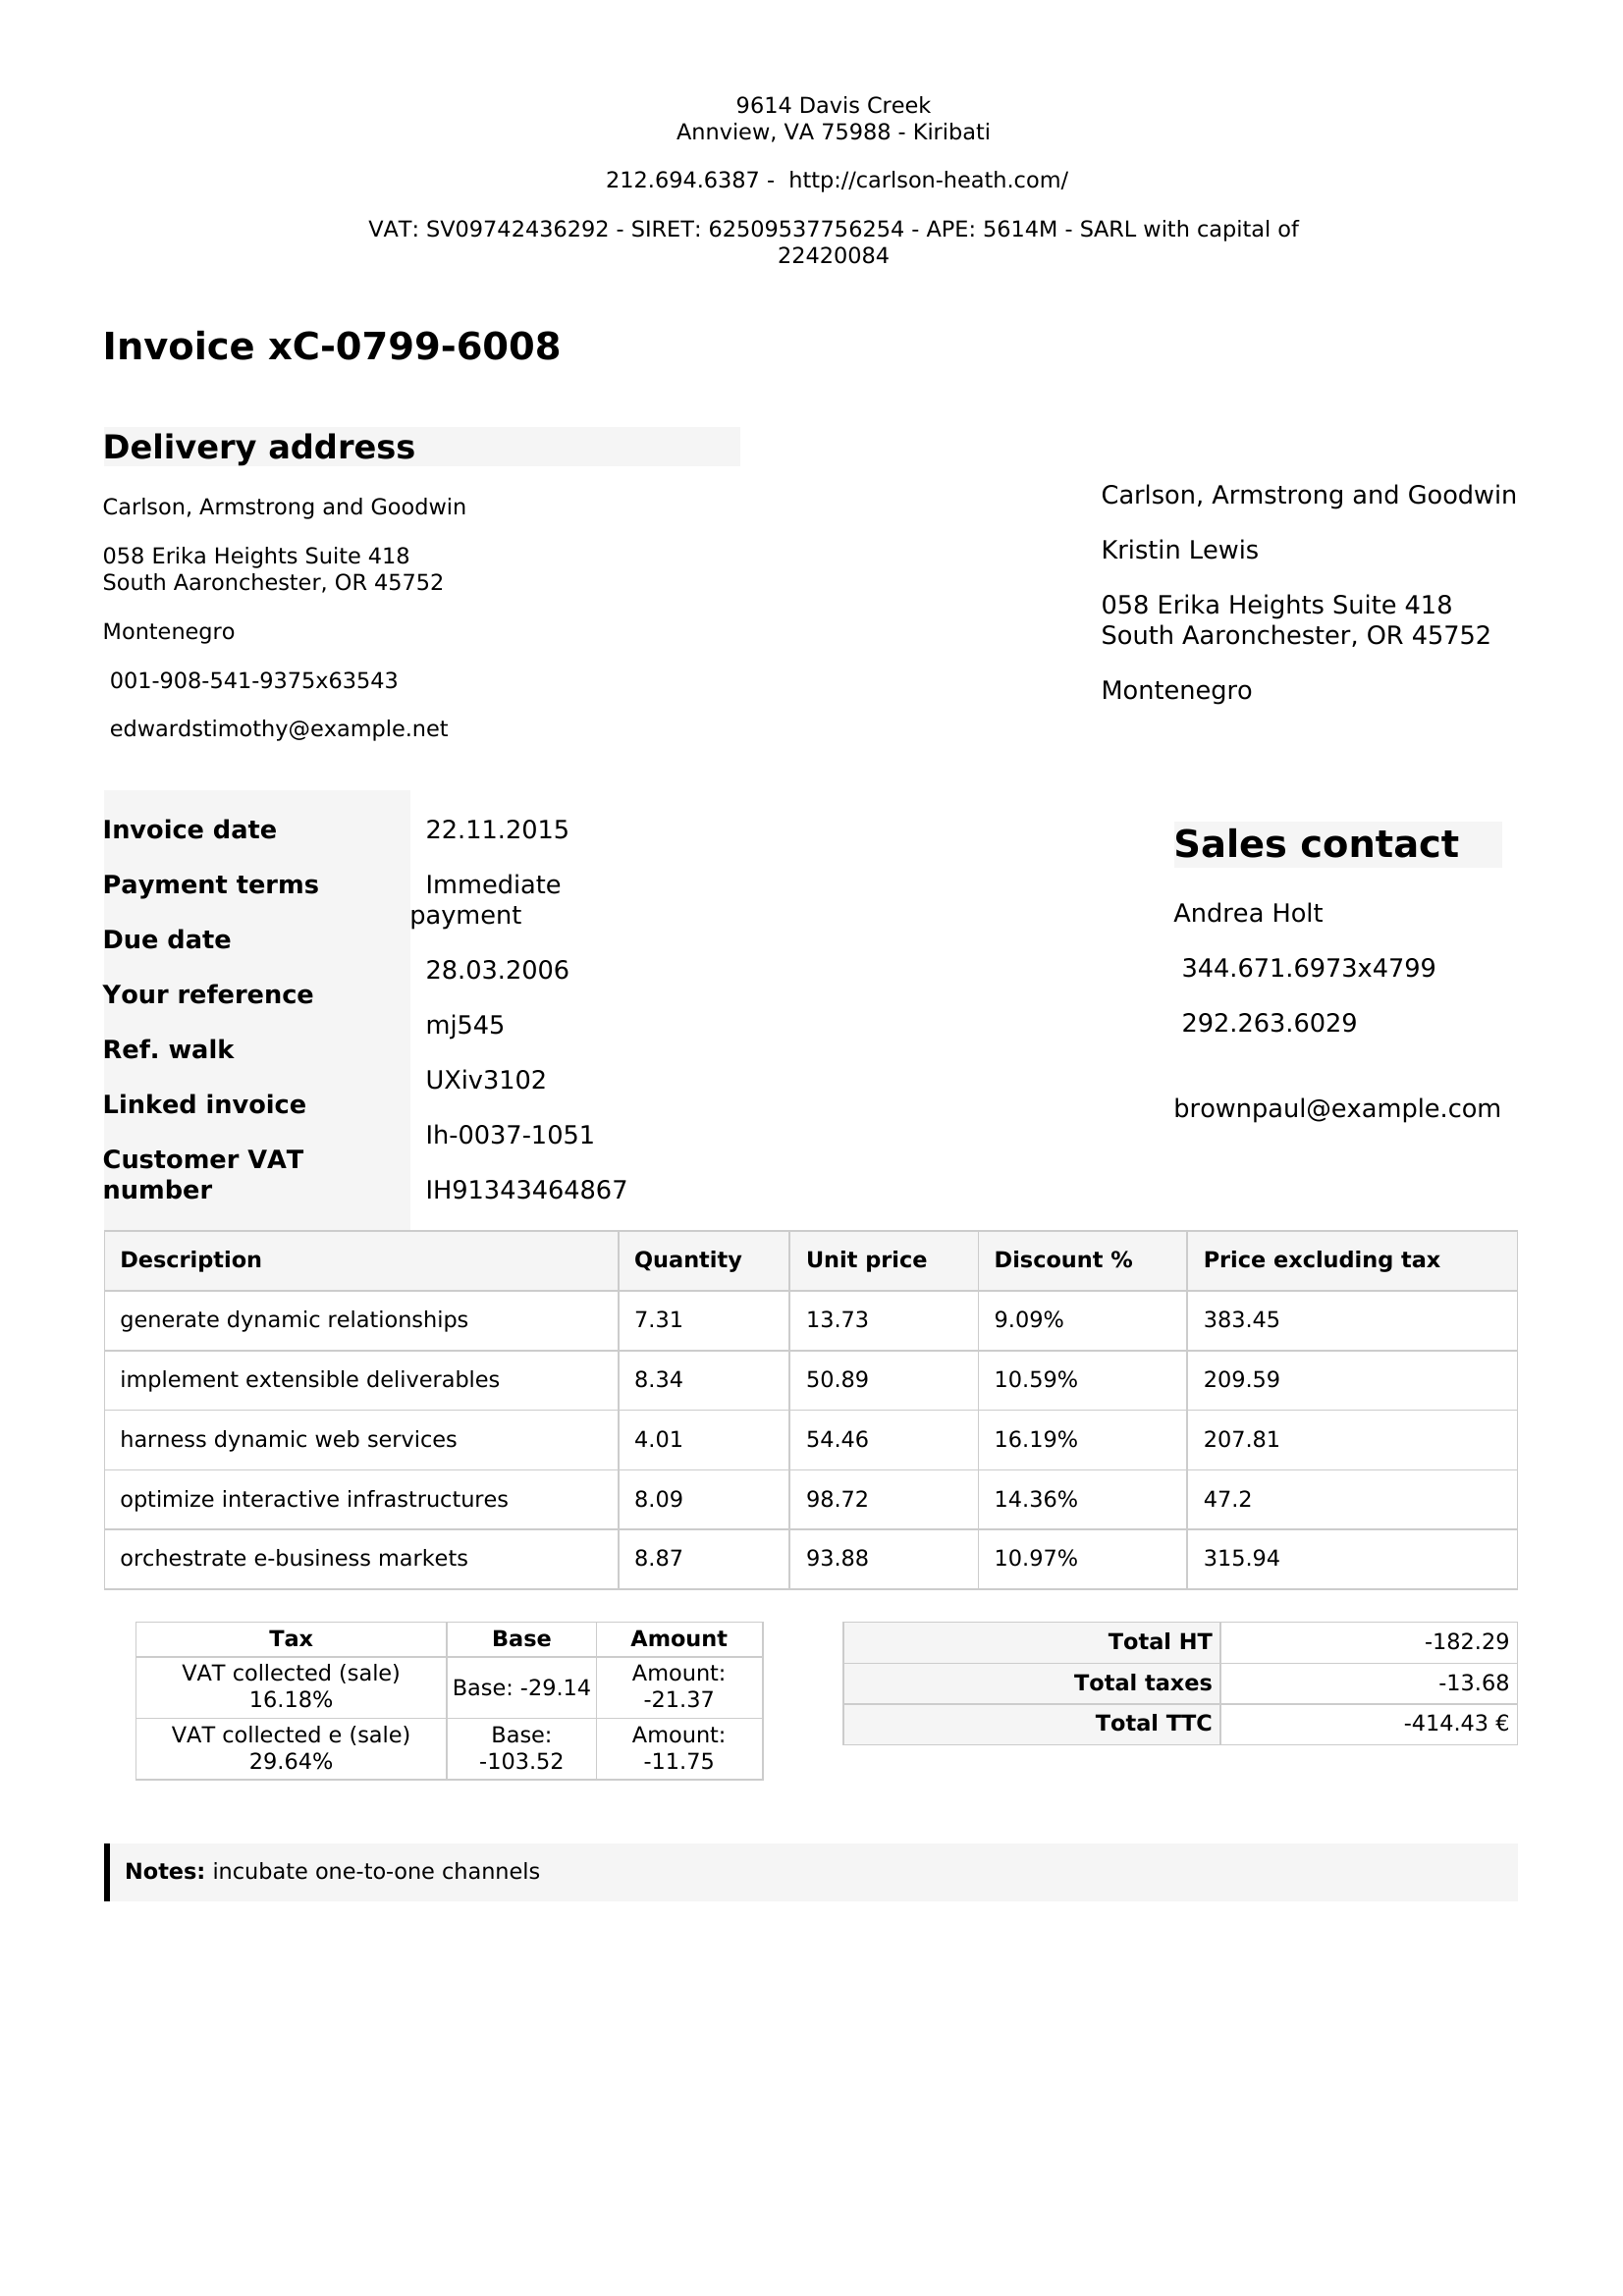 9614 Davis Creek
Annview, VA 75988 - Kiribati
212.694.6387 - http://carlson-heath.com/
VAT: SV09742436292 - SIRET: 62509537756254 - APE: 5614M - SARL with capital of
22420084
Invoice xC-0799-6008
Delivery address
Carlson, Armstrong and Goodwin
058 Erika Heights Suite 418
South Aaronchester, OR 45752
Montenegro
001-908-541-9375x63543
edwardstimothy@example.net
Carlson, Armstrong and Goodwin
Kristin Lewis
058 Erika Heights Suite 418
South Aaronchester, OR 45752
Montenegro
Invoice date
Payment terms
Due date
Your reference
Ref. walk
Linked invoice
Customer VAT
number
22.11.2015
Immediate
payment
28.03.2006
mj545
UXiv3102
Ih-0037-1051
IH91343464867
Sales contact
Andrea Holt
344.671.6973x4799
292.263.6029
brownpaul@example.com
Description Quantity Unit price Discount % Price excluding tax
generate dynamic relationships 7.31 13.73 9.09% 383.45
implement extensible deliverables 8.34 50.89 10.59% 209.59
harness dynamic web services 4.01 54.46 16.19% 207.81
optimize interactive infrastructures 8.09 98.72 14.36% 47.2
orchestrate e-business markets 8.87 93.88 10.97% 315.94
Tax Base Amount
VAT collected (sale)
16.18%
Base: -29.14
Amount:
-21.37
VAT collected e (sale)
29.64%
Base:
-103.52
Amount:
-11.75
Total HT -182.29
Total taxes -13.68
Total TTC -414.43 €
Notes: incubate one-to-one channels